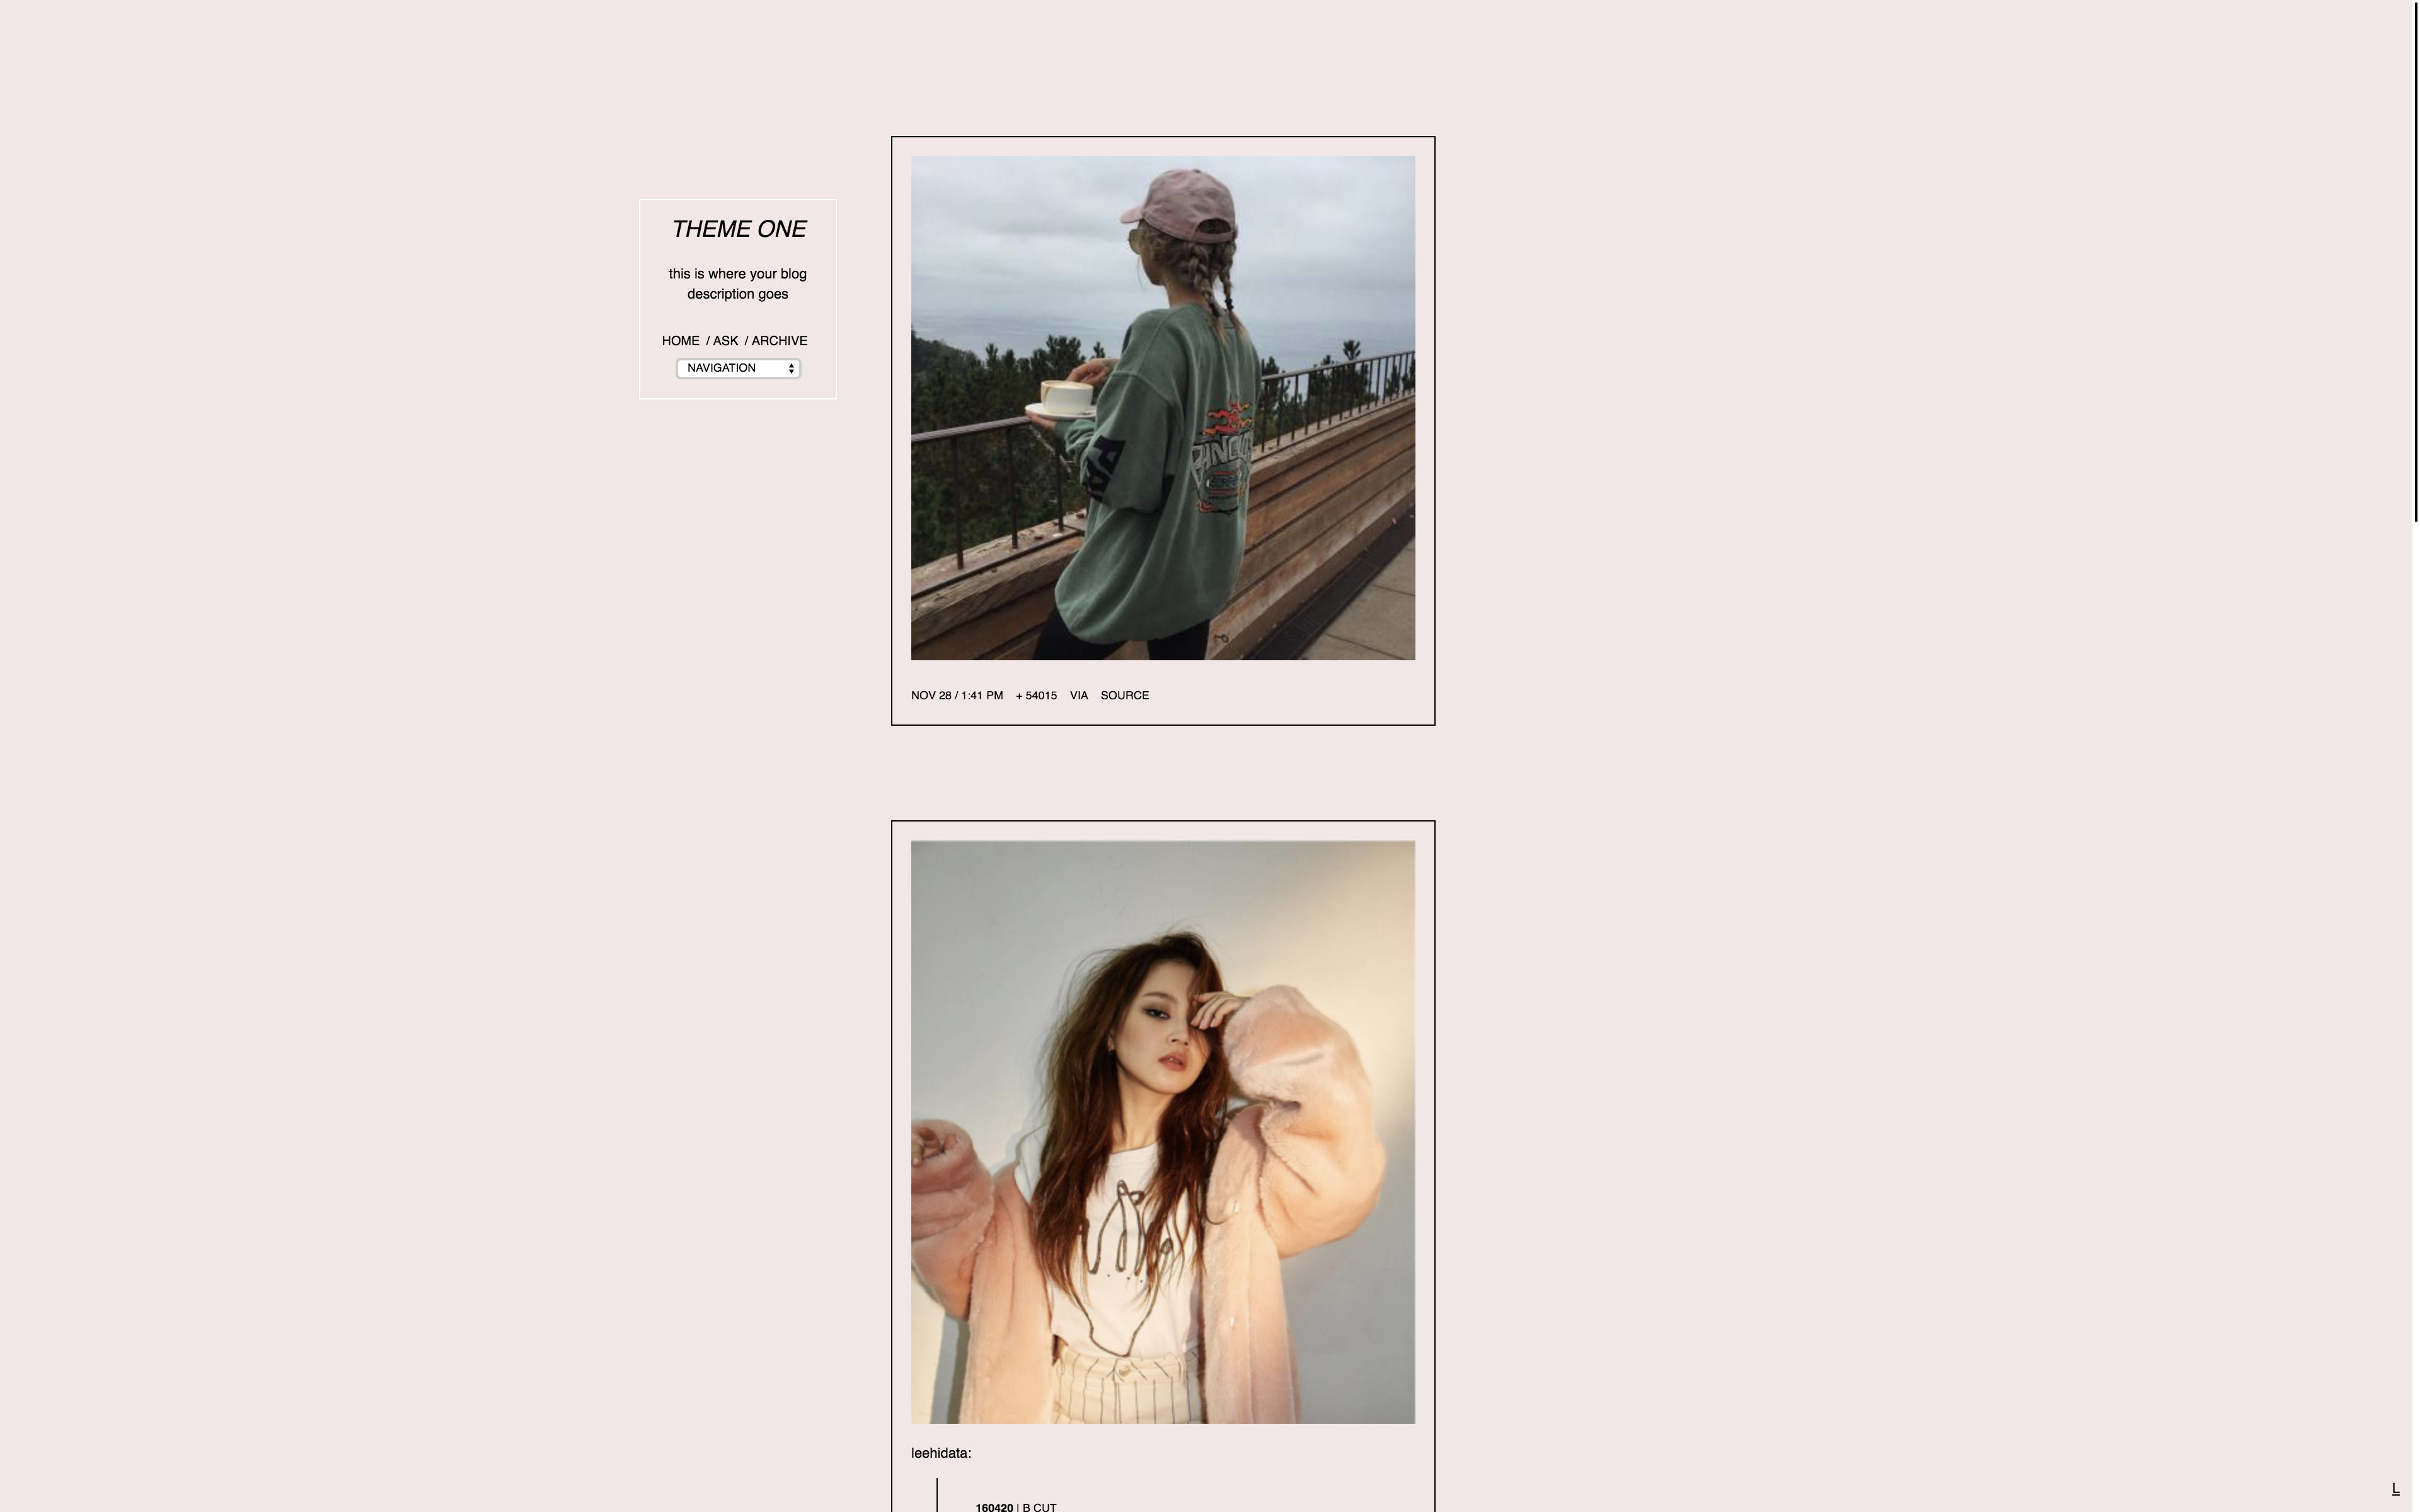 THEME ONE
this is where your blog
description goes
HOME / ASK / ARCHIVE
NAVIGATION
NOV 28 / 1:41 PM + 54015 VIA SOURCE
leehidata:
160420 | B CUT
L